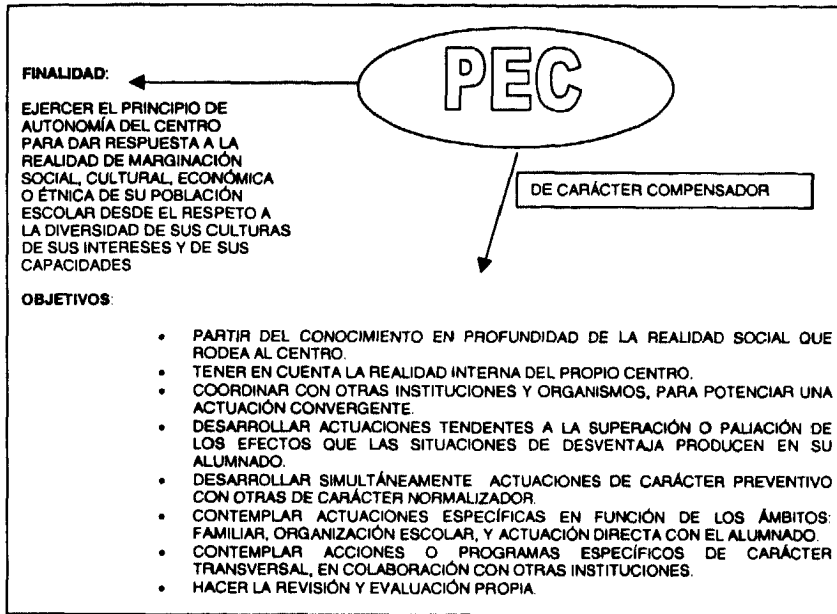 PEC
FINALIDAD:
EJERCER EL PRINCIPIO DE
AUTONOMÍA DEL CENTRO
PARA DAR RESPUESTA A LA
REALIDAD DE MARGINACIÓN
SOCIAL, CULTURAL, ECONÓMICA
O ÉTNICA DE SU POBLACIÓN
ESCOLAR DESDE EL RESPETO A
LA DIVERSIDAD DE SUS CULTURAS
DE SUS INTERESES Y DE SUS
CAPACIDADES
DE CARÁCTER COMPENSADOR
OBJETIVOS:
• PARTIR DEL CONOCIMIENTO EN PROFUNDIDAD DE LA REALIDAD SOCIAL QUE
RODEA AL CENTRO.
• TENER EN CUENTA LA REALIDAD INTERNA DEL PROPIO CENTRO.
• COORDINAR CON OTRAS INSTITUCIONES Y ORGANISMOS, PARA POTENCIAR UNA
ACTUACIÓN CONVERGENTE.
• DESARROLLAR ACTUACIONES TENDENTES A LA SUPERACIÓN O PALIACIÓN DE
LOS EFECTOS QUE LAS SITUACIONES DE DESVENTAJA PRODUCEN EN SU
ALUMNADO.
• DESARROLLAR SIMULTÁNEAMENTE ACTUACIONES DE CARÁCTER PREVENTIVO
CON OTRAS DE CARÁCTER NORMALIZADOR.
• CONTEMPLAR ACTUACIONES ESPECÍFICAS EN FUNCIÓN DE LOS ÁMBITOS:
FAMILIAR, ORGANIZACIÓN ESCOLAR, Y ACTUACIÓN DIRECTA CON EL ALUMNADO.
• CONTEMPLAR ACCIONES O PROGRAMAS ESPECÍFICOS DE CARÁCTER
TRANSVERSAL, EN COLABORACIÓN CON OTRAS INSTITUCIONES.
• HACER LA REVISIÓN Y EVALUACIÓN PROPIA.